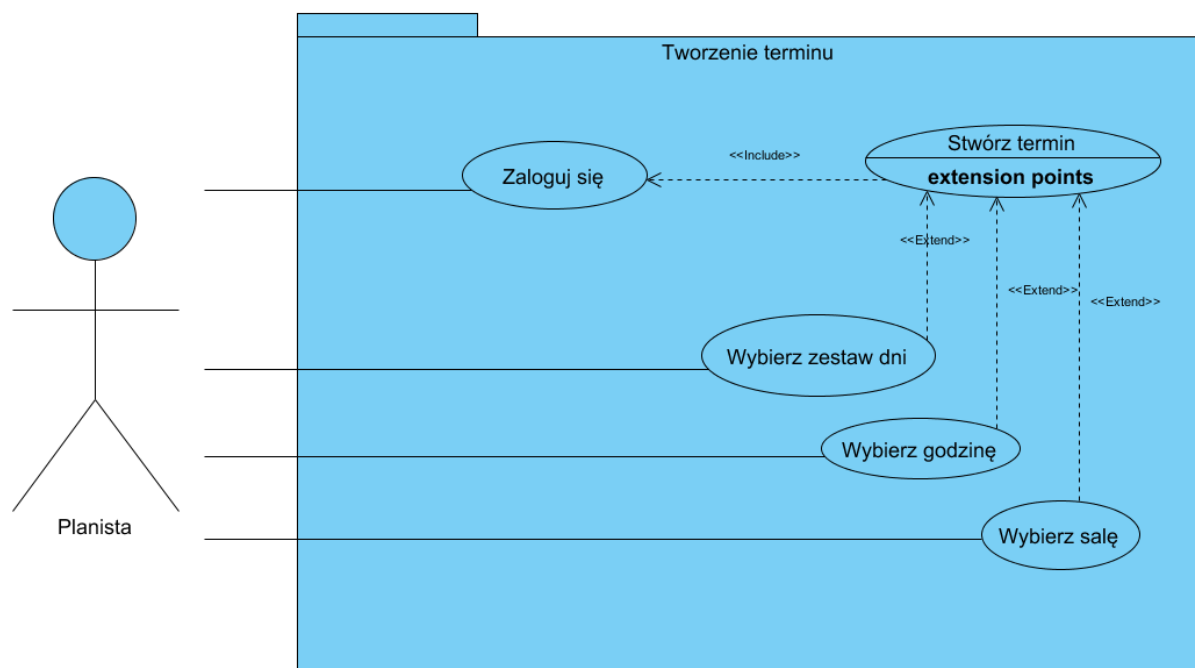 Tworzenie terminu
Stwórz termin
<<Include>>
Zaloguj się
extension points
<<Extend>>
<<Extend>>
<<Extend>>
Wybierz zestaw dni
Wybierz godzinę
Planista
Wybierz salę